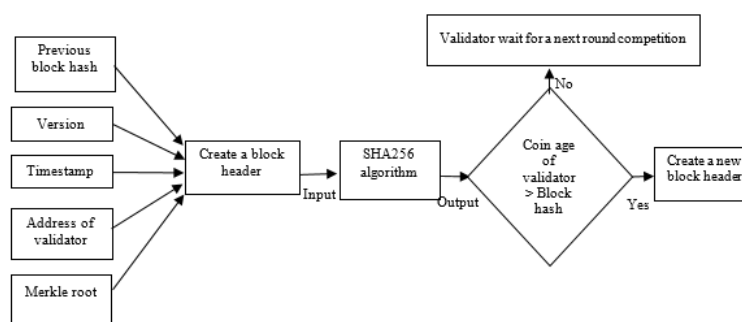 Previous
block hash
Version
Timestamp
Address of
validator
Merkle root
Create a block
header
Input
SHA256
algorithm
Output
Coin age
of
validator
> Block
hash
No
Validator wait for a next round competition
Yes
Create a new
block header